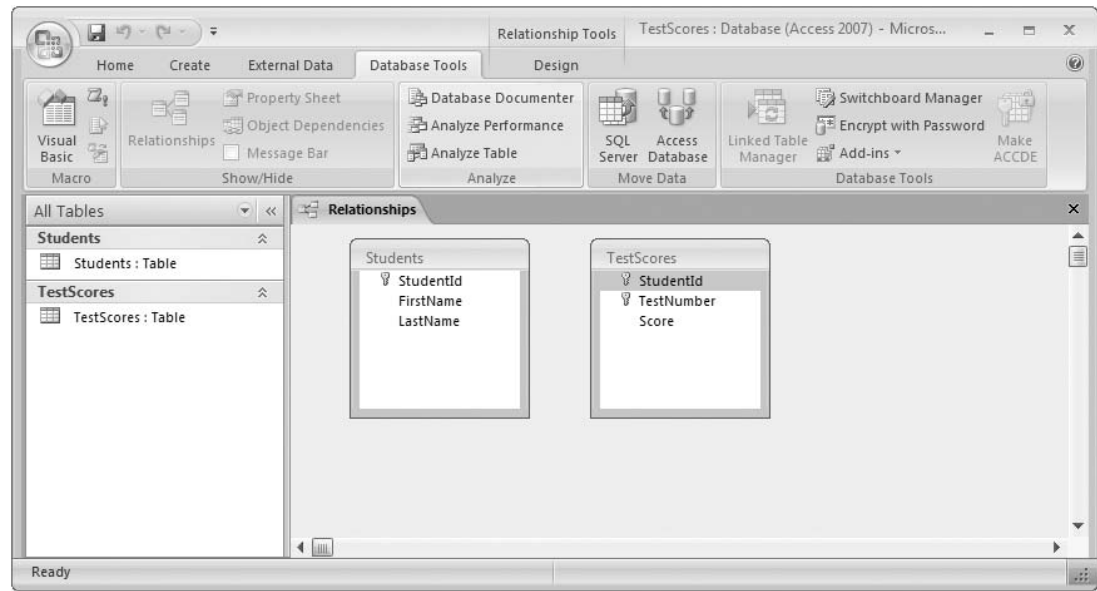 Relationship Tools
TestScores : Database (Access 2007) - Micros...
Home Create External Data Database Tools Design
Visual Basic
Macro
Relationships
Property Sheet
Object Dependencies
Message Bar
Show/Hide
Database Documenter
Analyze Performance
Analyze Table
Analyze
SQL Server
Access Database
Move Data
Linked Table Manager
Switchboard Manager
Encrypt with Password
Add-ins
Make ACCDE
Database Tools
All Tables
Students
Students : Table
TestScores
TestScores : Table
Relationships
Students
StudentId
FirstName
LastName
TestScores
StudentId
TestNumber
Score
Ready